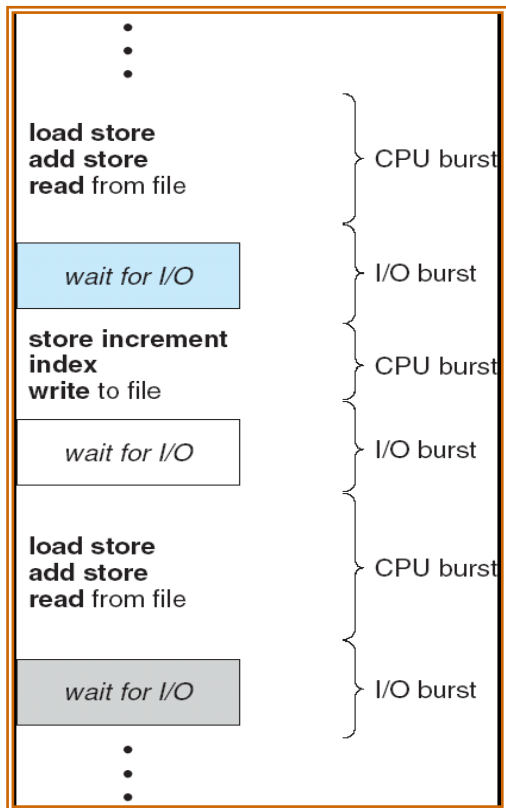 load store
add store
read from file
CPU burst
wait for I/O
I/O burst
store increment
index
write to file
CPU burst
wait for I/O
I/O burst
load store
add store
read from file
CPU burst
wait for I/O
I/O burst